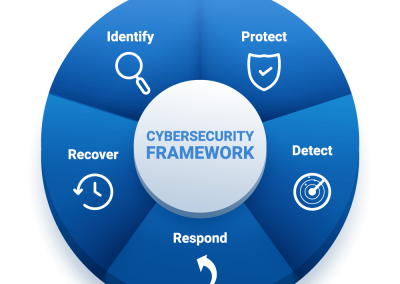 Identify
Protect
CYBERSECURITY
FRAMEWORK
Recover
Detect
Respond